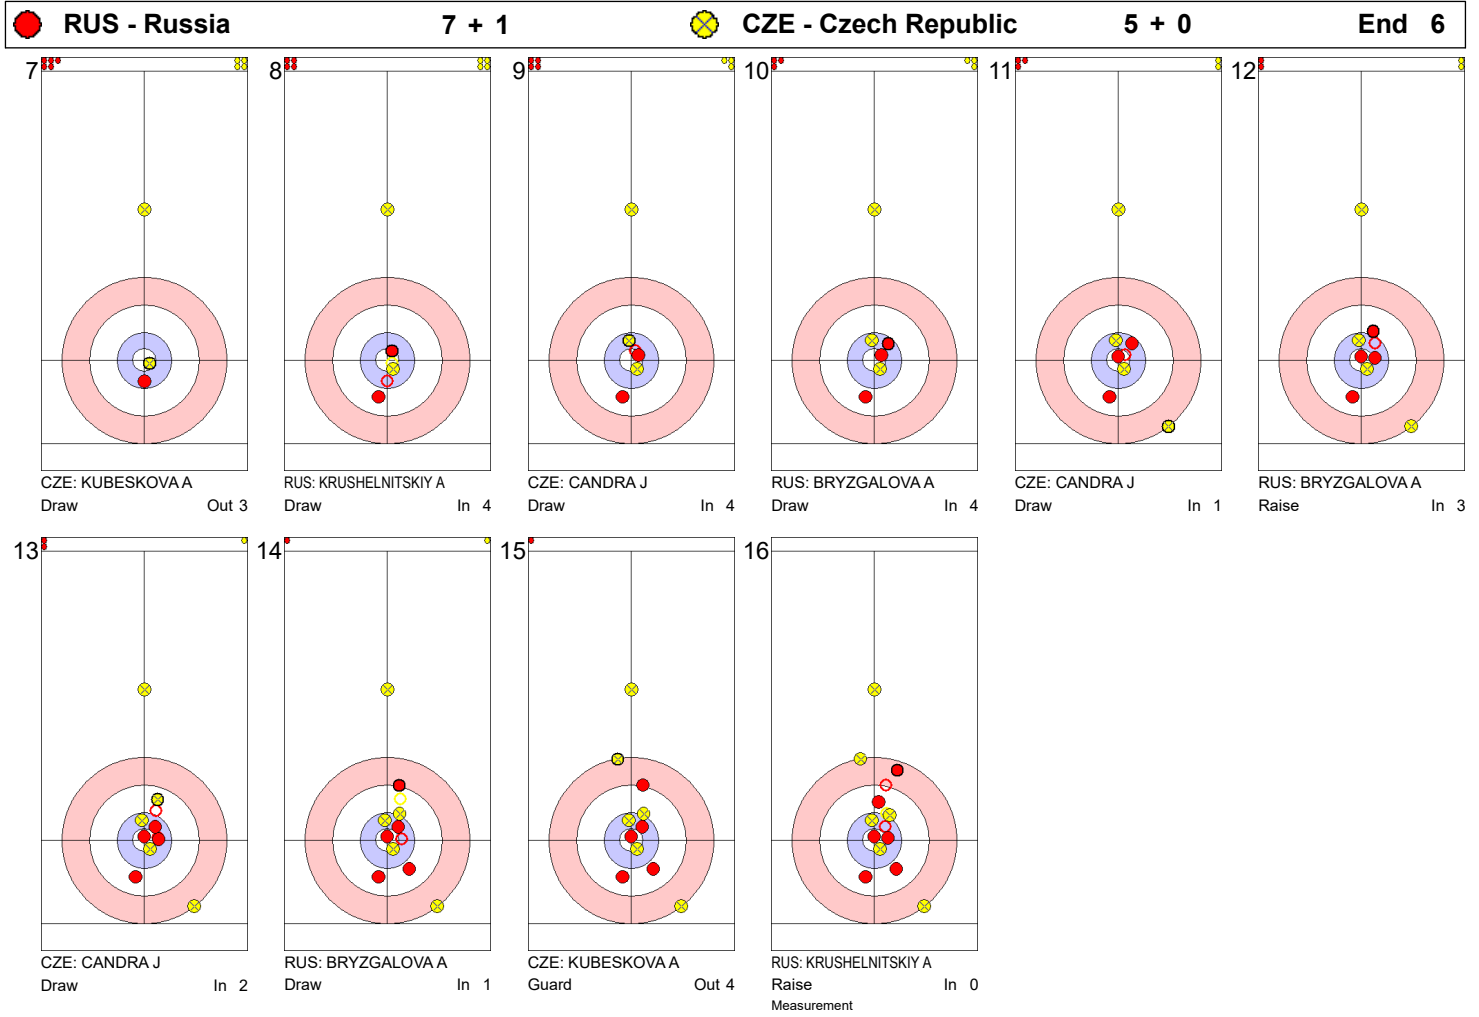 RUS - Russia 7 + 1 CZE - Czech Republic 5 + 0 End 6
7 8 9 10 11 12
CZE: KUBESKOVA A RUS: KRUSHELNITSKIY A CZE: CANDRA J RUS: BRYZGALOVA A CZE: CANDRA J RUS: BRYZGALOVA A
Draw Out 3 Draw In 4 Draw In 4 Draw In 4 Draw In 1 Raise In 3
13 14 15 16
CZE: CANDRA J RUS: BRYZGALOVA A CZE: KUBESKOVA A RUS: KRUSHELNITSKIY A
Draw In 2 Draw In 1 Guard Out 4 Raise In 0
Measurement